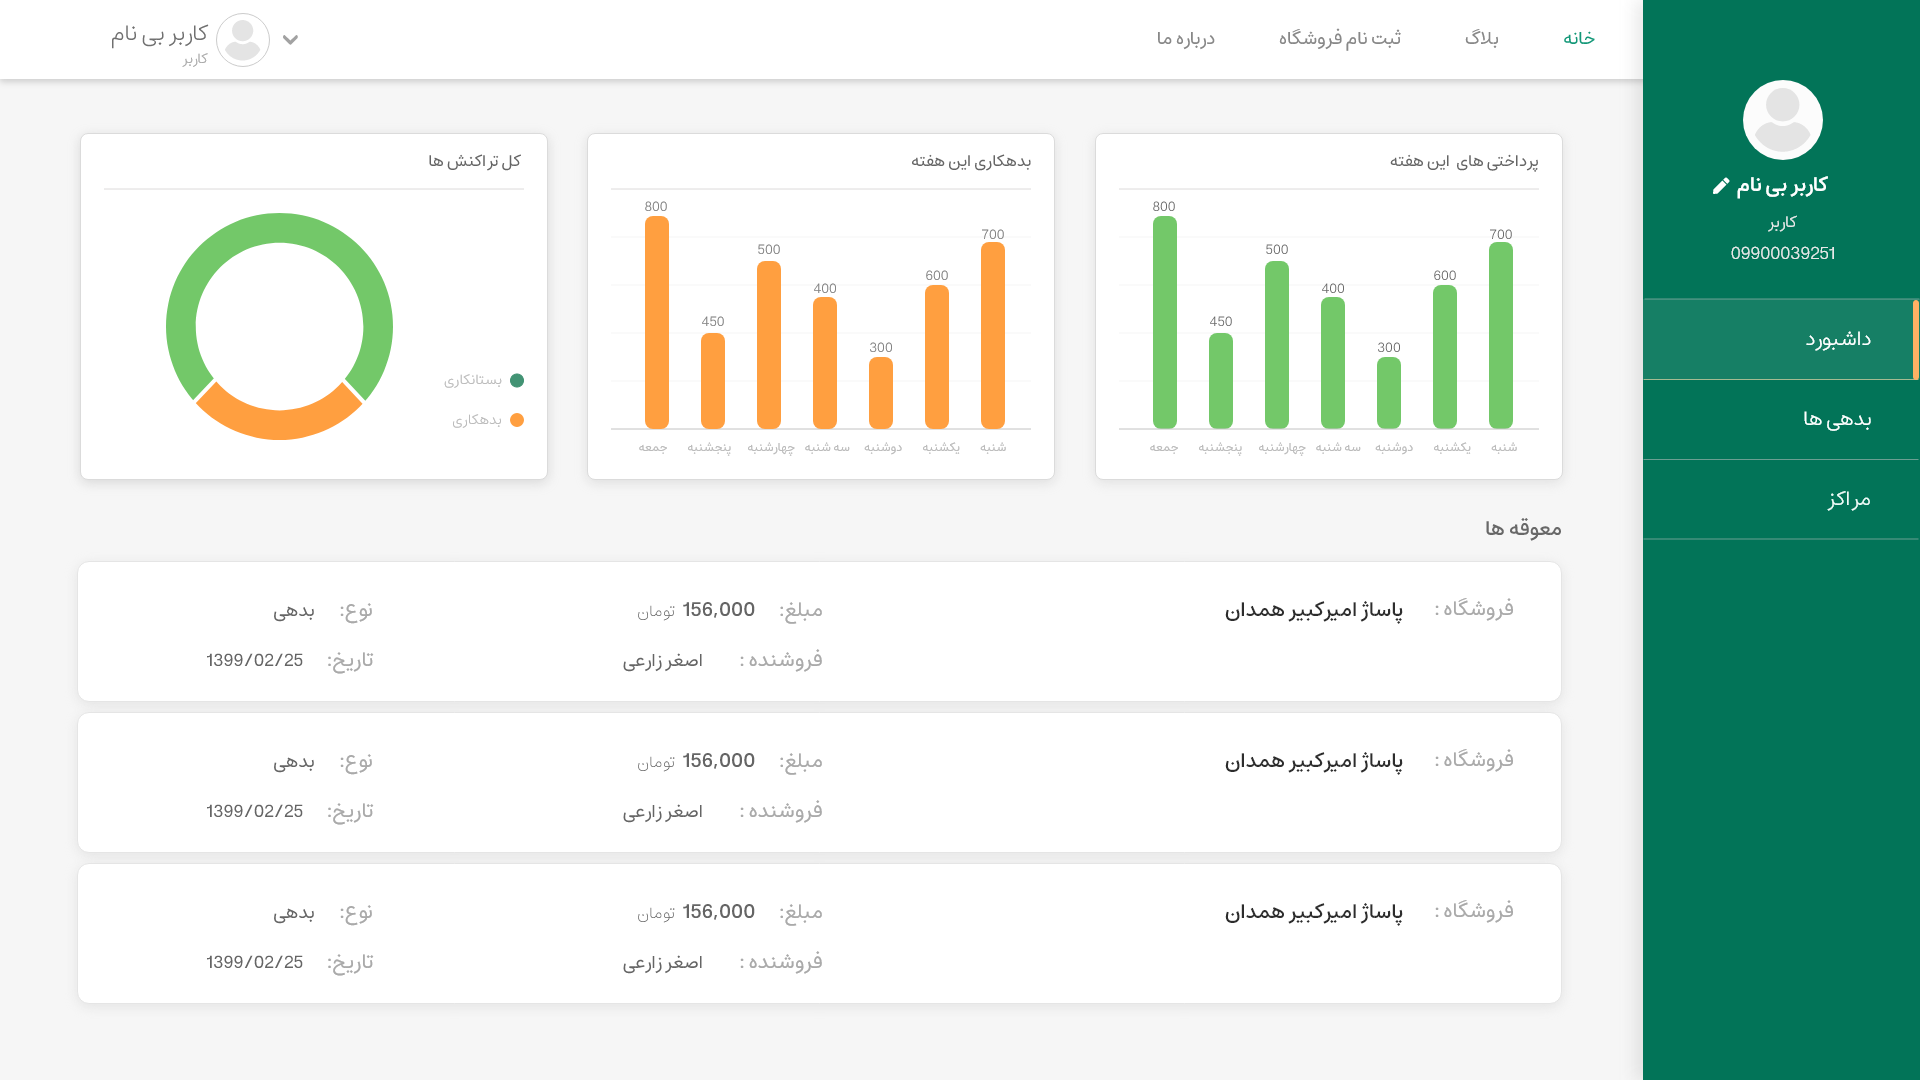 خانه
بلاگ
ثبت نام فروشگاه
درباره ما
کاربر بی نام
کاربر
کاربر بی نام
کاربر
09900039251
داشبورد
بدهی ها
مراکز
پرداختی های این هفته
800
450
500
400
300
600
700
شنبه
یکشنبه
دوشنبه
سه شنبه
چهارشنبه
پنجشنبه
جمعه
بدهکاری این هفته
800
450
500
400
300
600
700
شنبه
یکشنبه
دوشنبه
سه شنبه
چهارشنبه
پنجشنبه
جمعه
کل تراکنش ها
بستانکاری
بدهکاری
معوقه ها
فروشگاه : پاساژ امیرکبیر همدان مبلغ: 156,000 تومان نوع: بدهی
فروشنده : اصغر زارعی تاریخ: 1399/02/25
فروشگاه : پاساژ امیرکبیر همدان مبلغ: 156,000 تومان نوع: بدهی
فروشنده : اصغر زارعی تاریخ: 1399/02/25
فروشگاه : پاساژ امیرکبیر همدان مبلغ: 156,000 تومان نوع: بدهی
فروشنده : اصغر زارعی تاریخ: 1399/02/25